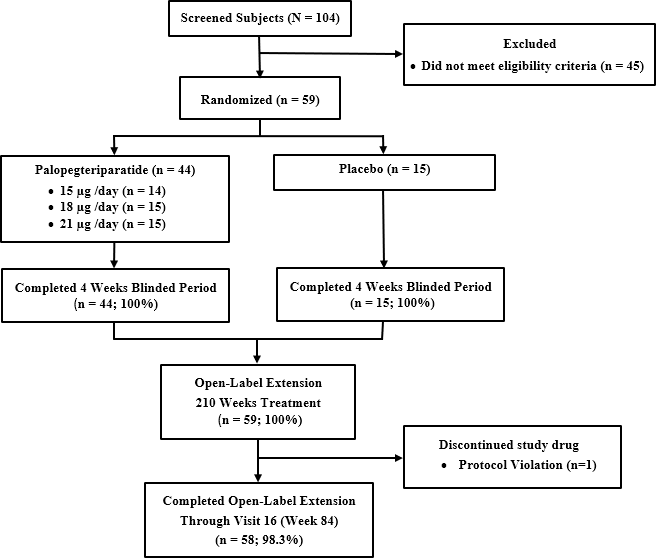 Screened Subjects (N = 104)
Excluded
• Did not meet eligibility criteria (n = 45)
Randomized (n = 59)
Palopegteriparatide (n = 44)
• 15 µg /day (n = 14)
• 18 µg /day (n = 15)
• 21 µg /day (n = 15)
Placebo (n = 15)
Completed 4 Weeks Blinded Period
(n = 44; 100%)
Completed 4 Weeks Blinded Period
(n = 15; 100%)
Open-Label Extension
210 Weeks Treatment
(n = 59; 100%)
Discontinued study drug
• Protocol Violation (n=1)
Completed Open-Label Extension
Through Visit 16 (Week 84)
(n = 58; 98.3%)